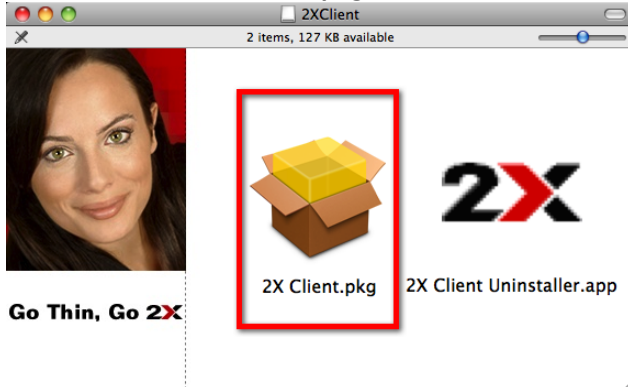 2XClient
2 items, 127 KB available
2X
2X Client.pkg
2X Client Uninstaller.app
Go Thin, Go 2X